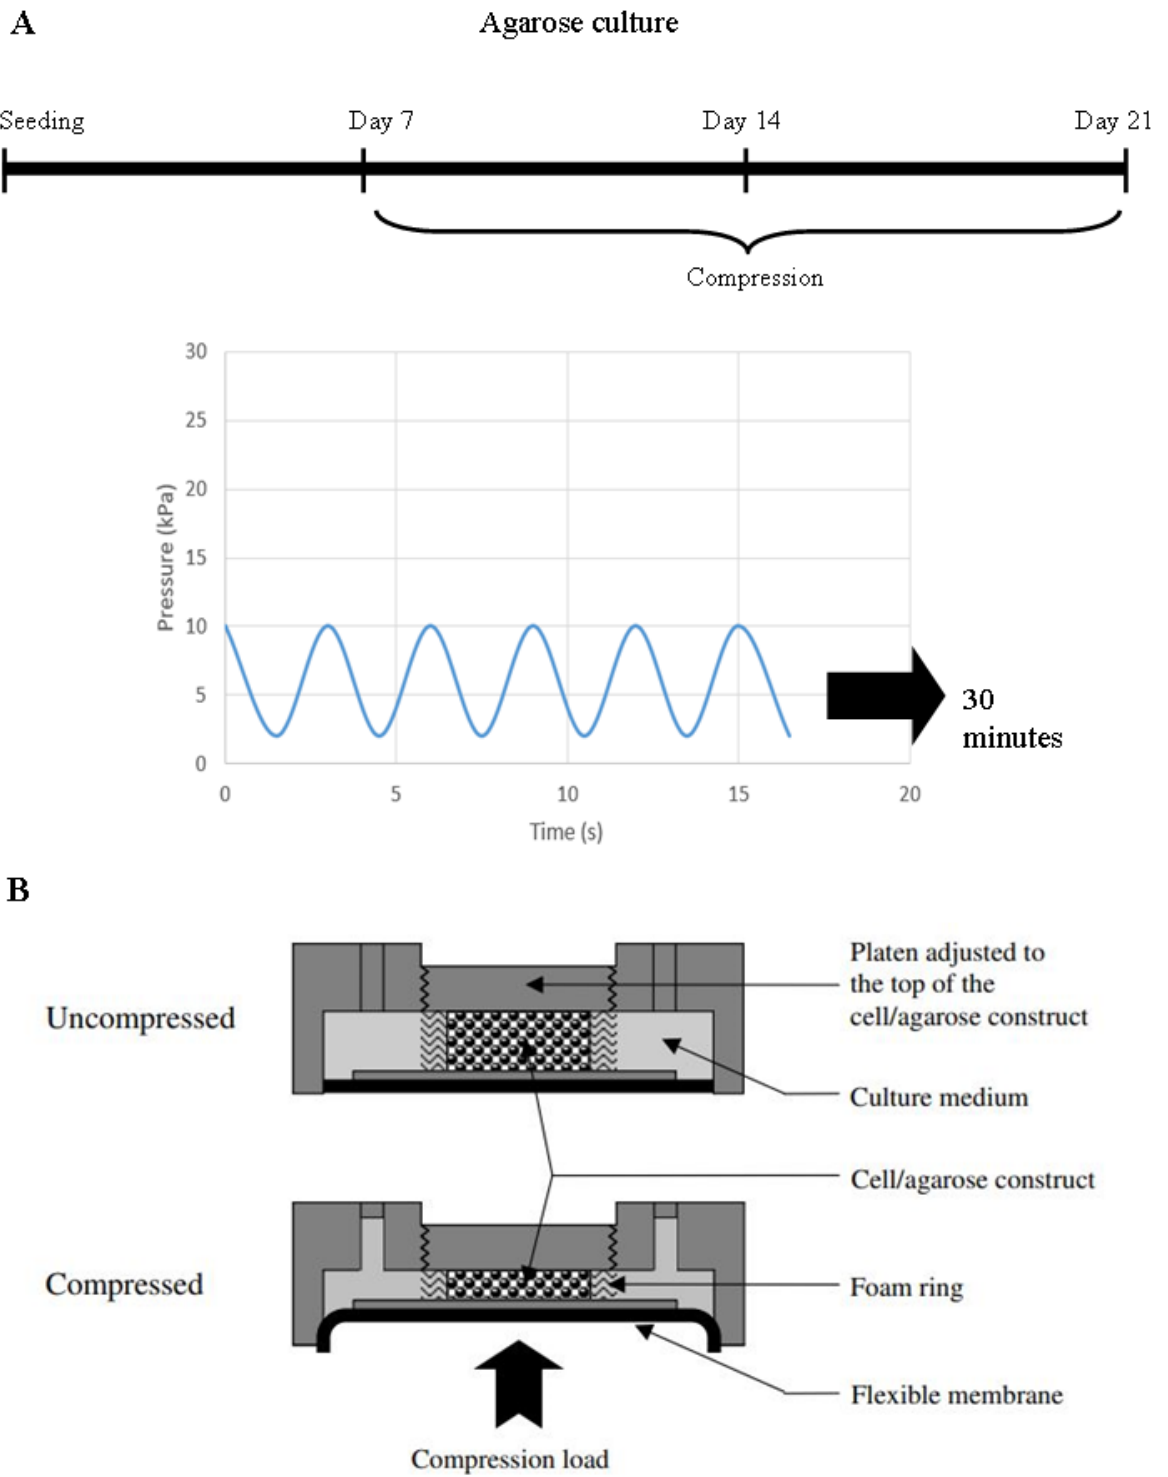 A
Agarose culture
Seeding
Day 7
Day 14
Day 21
Compression
30
25
20
15
10
5
0
Pressure (kPa)
0
5
10
15
20
Time (s)
30
minutes
B
Uncompressed
Platen adjusted to
the top of the
cell/agarose construct
Culture medium
Cell/agarose construct
Compressed
Foam ring
Flexible membrane
Compression load